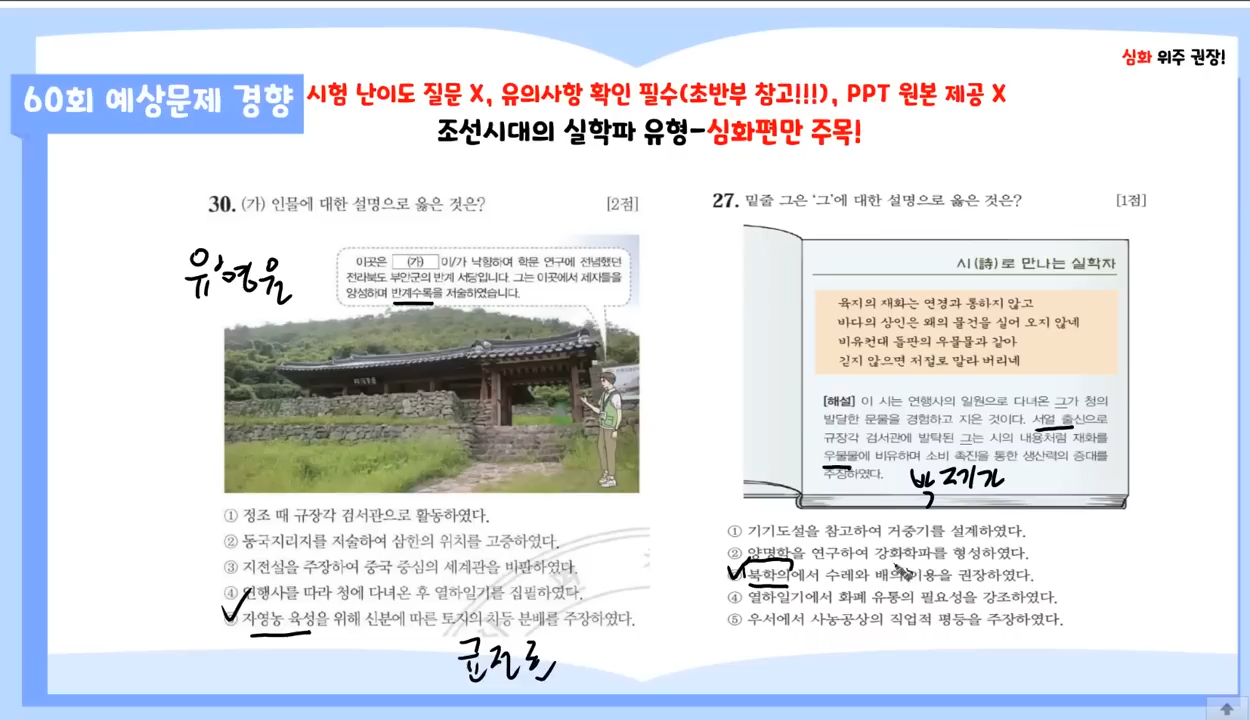 심화 위주 권장!
60회 예상문제 경향
시험 난이도 질문 X, 유의사항 확인 필수(초반부 참고!!!), PPT 원본 제공 X
조선시대의 실학파 유형-심화편만 주목!
30. (가) 인물에 대한 설명으로 옳은 것은? [2점]
유형원
이곳은 (가) 이/가 낙향하여 학문 연구에 전념했던
전라북도 부안군의 반계 서당입니다. 그는 이곳에서 제자들을
양성하며 반계수록을 저술하였습니다.
① 정조 때 규장각 검서관으로 활동하였다.
② 동국지리지를 저술하여 삼한의 위치를 고증하였다.
③ 지전설을 주장하여 중국 중심의 세계관을 비판하였다.
④ 연행사를 따라 청에 다녀온 후 열하일기를 집필하였다.
자영농 육성을 위해 신분에 따른 토지의 차등 분배를 주장하였다.
균전론
27. 밑줄 그은 '그'에 대한 설명으로 옳은 것은? [1점]
시(詩)로 만나는 실학자
육지의 재화는 연경과 통하지 않고
바다의 상인은 왜의 물건을 실어 오지 않네
비유컨대 들판의 우물물과 같아
긷지 않으면 저절로 말라 버리네
[해설] 이 시는 연행사의 일원으로 다녀온 그가 청의
발달한 문물을 경험하고 지은 것이다. 서얼 출신으로
규장각 검서관에 발탁된 그는 시의 내용처럼 재화를
우물물에 비유하며 소비 촉진을 통한 생산력의 증대를
주장하였다.
박제가
① 기기도설을 참고하여 거중기를 설계하였다.
② 양명학을 연구하여 강화학파를 형성하였다.
북학의에서 수레와 배의 이용을 권장하였다.
④ 열하일기에서 화폐 유통의 필요성을 강조하였다.
⑤ 우서에서 사농공상의 직업적 평등을 주장하였다.